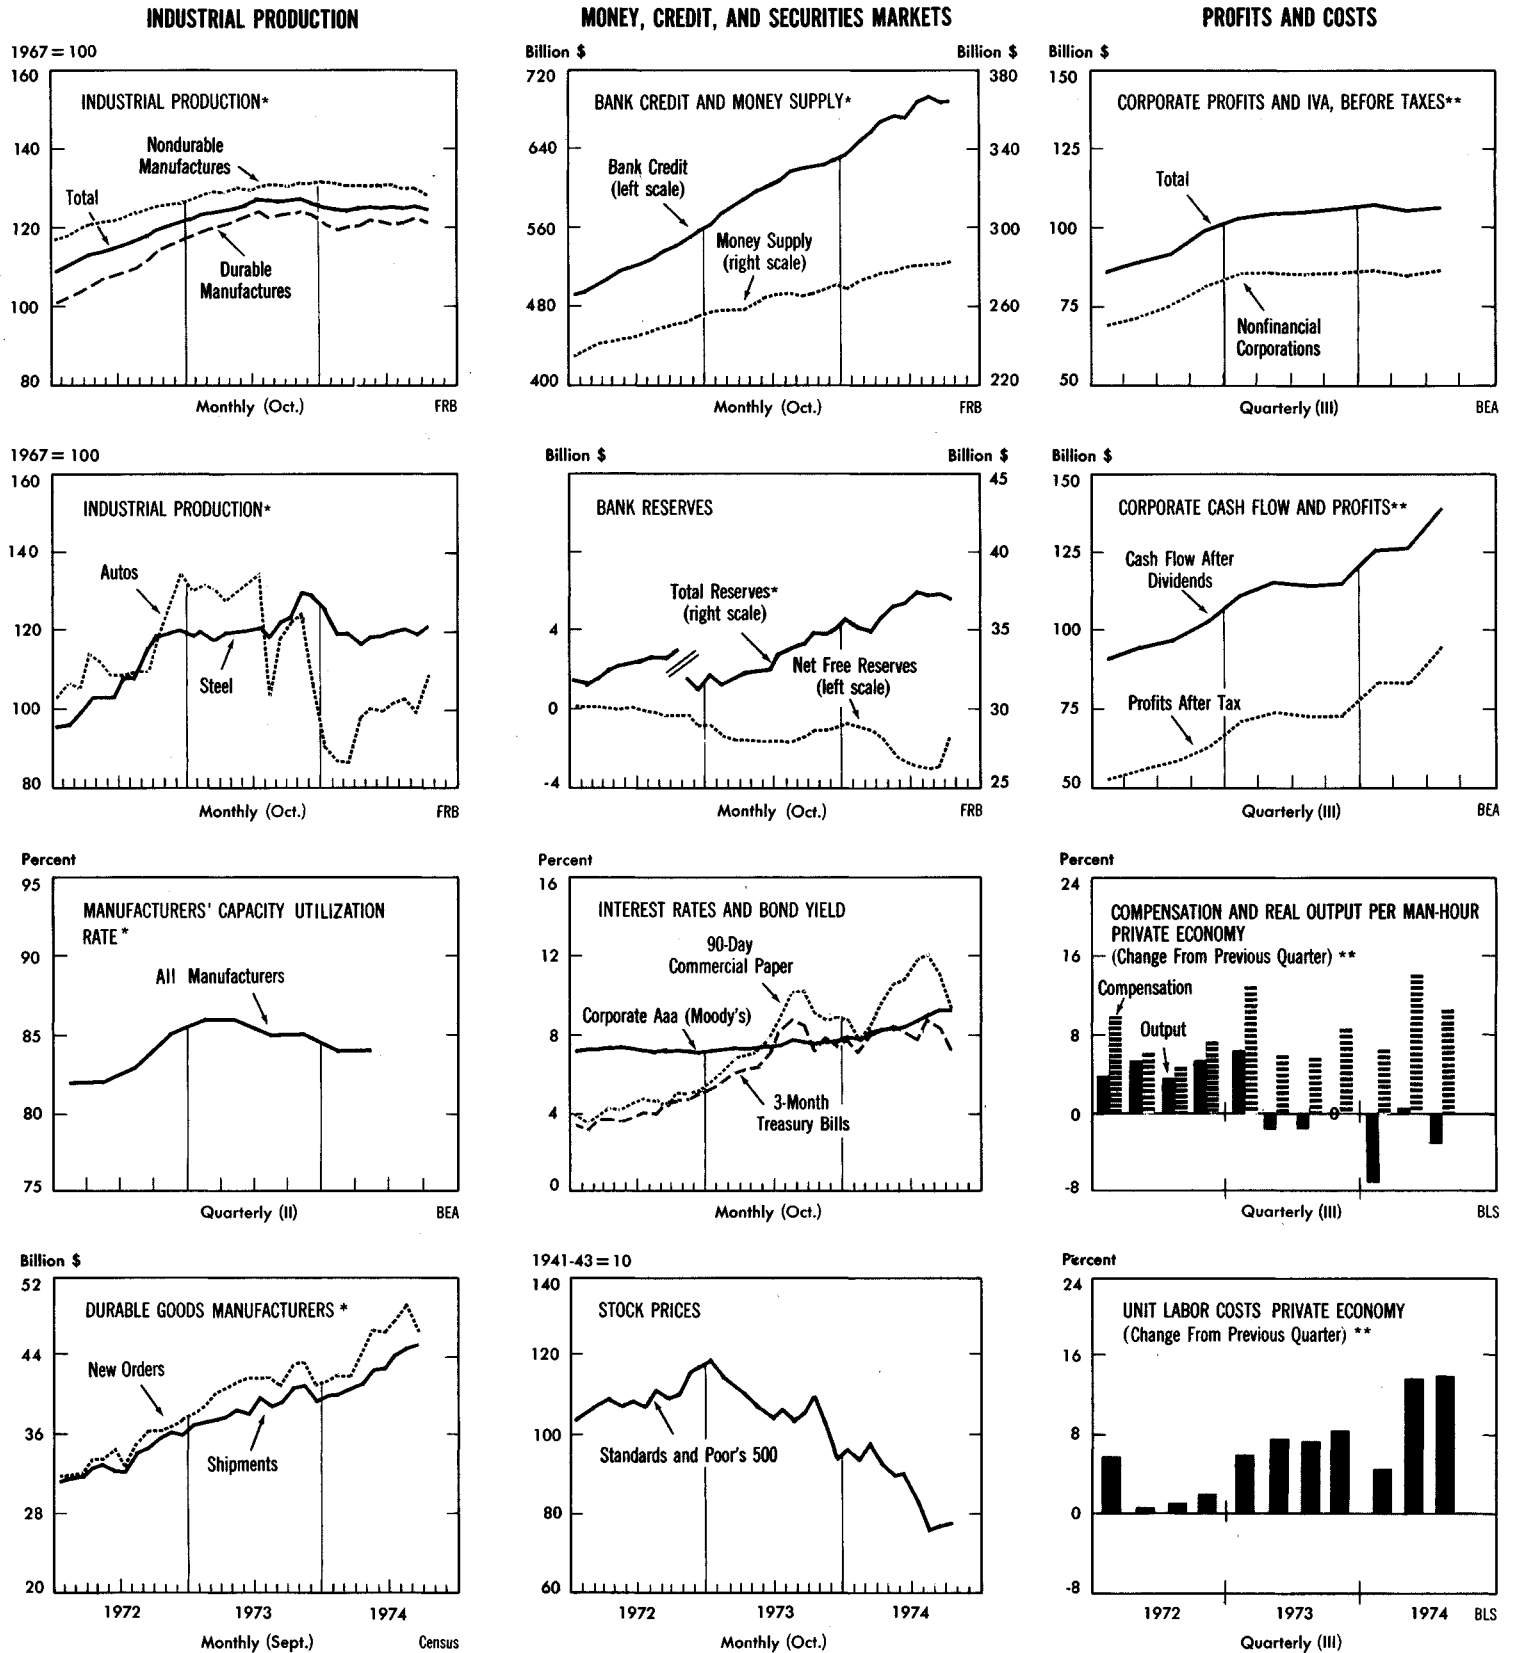 INDUSTRIAL PRODUCTION
1967 = 100
160
140
120
100
80
INDUSTRIAL PRODUCTION*
Nondurable
Manufactures
Total
Durable
Manufactures
Monthly (Oct.)
FRB
1967 = 100
160
140
120
100
80
INDUSTRIAL PRODUCTION*
Autos
Steel
Monthly (Oct.)
FRB
Percent
95
90
85
80
75
MANUFACTURERS' CAPACITY UTILIZATION
RATE *
All Manufacturers
Quarterly (II)
BEA
Billion $
52
44
36
28
20
DURABLE GOODS MANUFACTURERS *
New Orders
Shipments
1972 1973 1974
Monthly (Sept.)
Census
MONEY, CREDIT, AND SECURITIES MARKETS
Billion $ Billion $
720 380
640 340
560 300
480 260
400 220
BANK CREDIT AND MONEY SUPPLY*
Bank Credit
(left scale)
Money Supply
(right scale)
Monthly (Oct.)
FRB
Billion $ Billion $
45
40
4 35
0 30
-4 25
BANK RESERVES
Total Reserves*
(right scale)
Net Free Reserves
(left scale)
Monthly (Oct.)
FRB
Percent
16
12
8
4
0
INTEREST RATES AND BOND YIELD
90-Day
Commercial Paper
Corporate Aaa (Moody's)
3-Month
Treasury Bills
Monthly (Oct.)
1941-43 = 10
140
120
100
80
60
STOCK PRICES
Standards and Poor's 500
1972 1973 1974
Monthly (Oct.)
PROFITS AND COSTS
Billion $
150
125
100
75
50
CORPORATE PROFITS AND IVA, BEFORE TAXES**
Total
Nonfinancial
Corporations
Quarterly (III)
BEA
Billion $
150
125
100
75
50
CORPORATE CASH FLOW AND PROFITS**
Cash Flow After
Dividends
Profits After Tax
Quarterly (III)
BEA
Percent
24
16
8
0
-8
COMPENSATION AND REAL OUTPUT PER MAN-HOUR
PRIVATE ECONOMY
(Change From Previous Quarter) **
Compensation
Output
0
Quarterly (III)
BLS
Percent
24
16
8
0
-8
UNIT LABOR COSTS PRIVATE ECONOMY
(Change From Previous Quarter) **
1972 1973 1974 BLS
Quarterly (III)